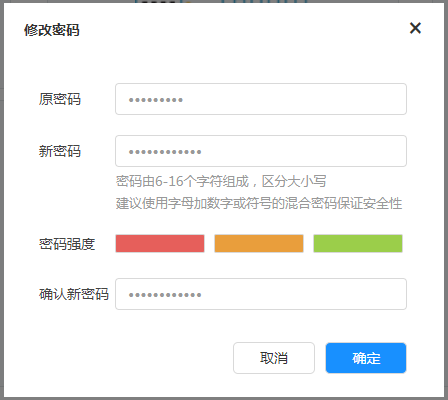 修改密码 ×
原密码 •••••••••
新密码 ••••••••••••
密码由6-16个字符组成，区分大小写
建议使用字母加数字或符号的混合密码保证安全性
密码强度
确认新密码 ••••••••••••
取消 确定